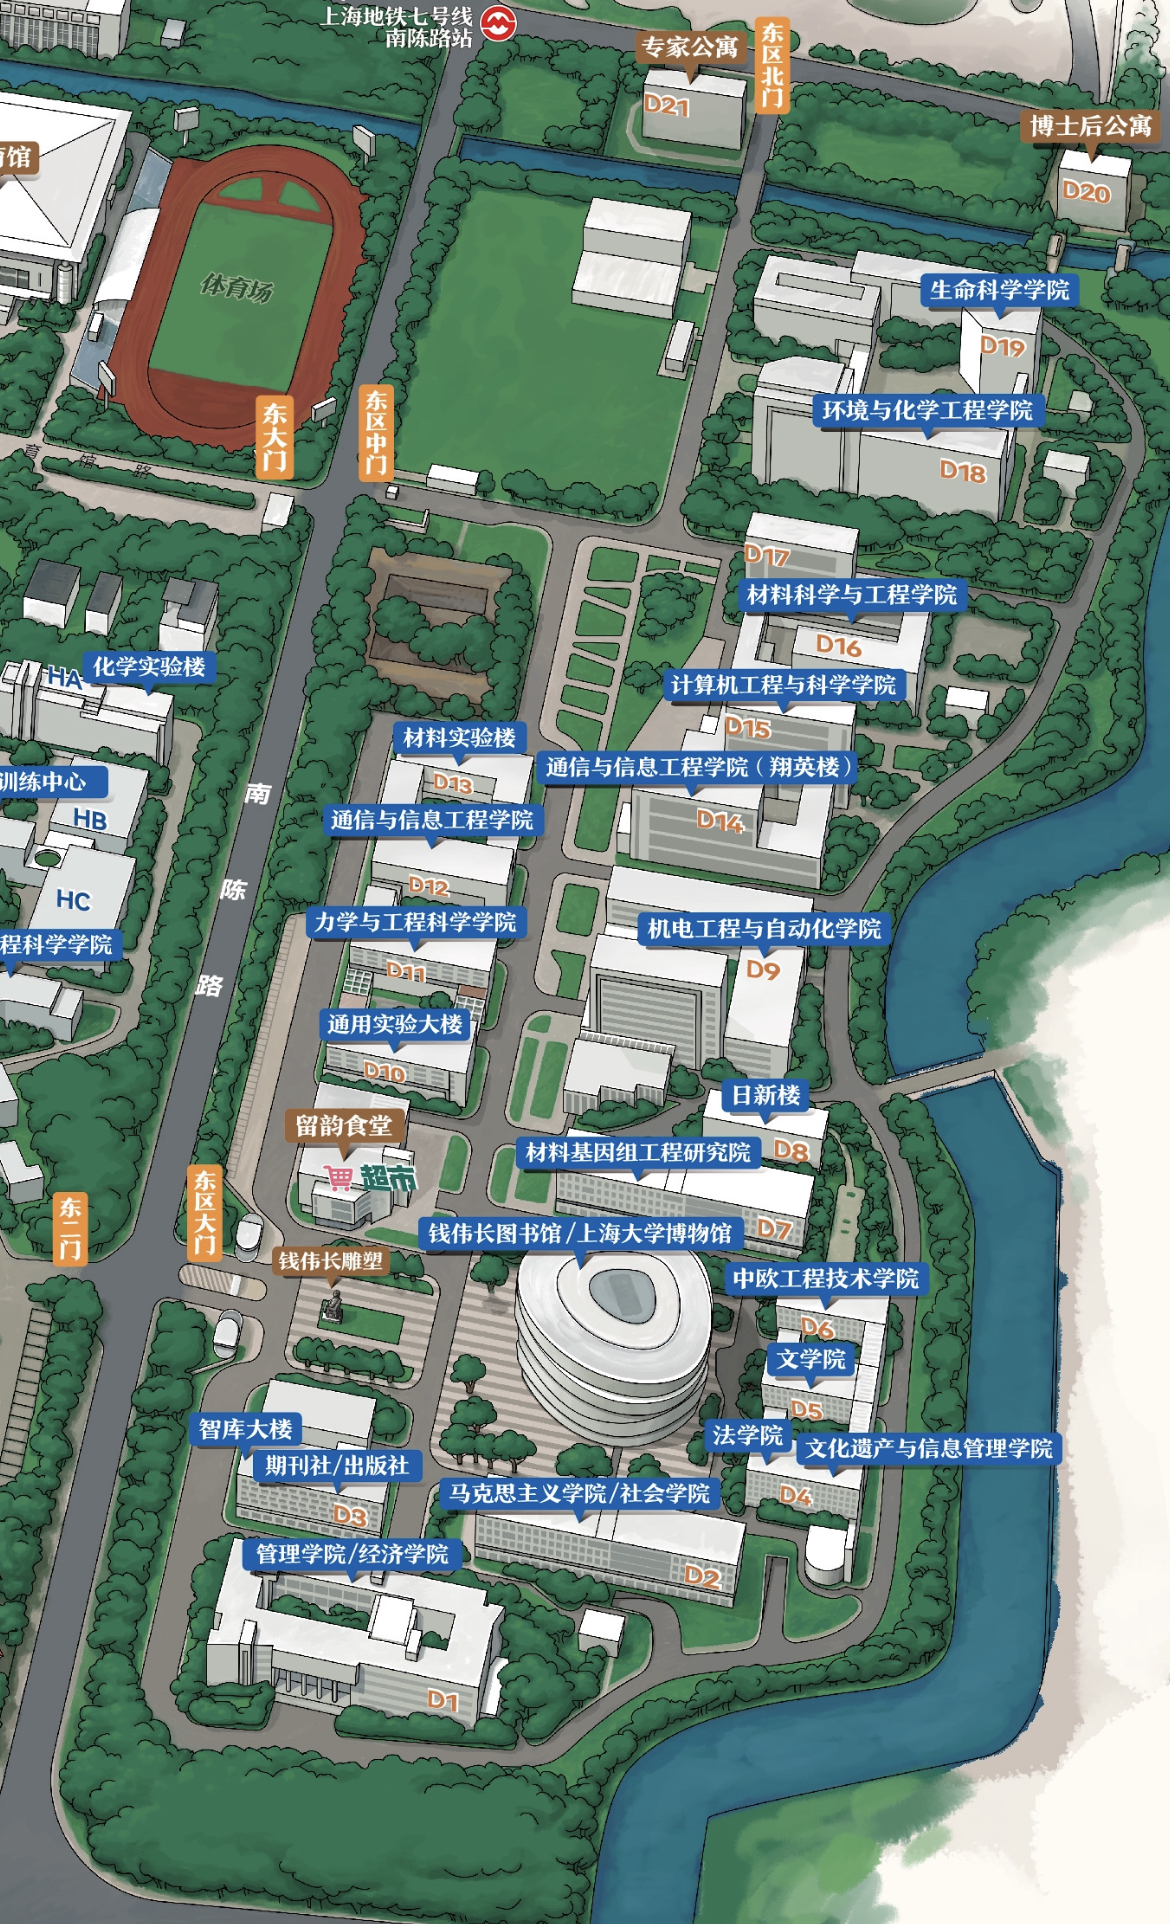 上海地铁七号线
南陈路站
专家公寓
D21
东区北门
博士后公寓
D20
育馆
体育场
生命科学学院
D19
东大门
东区中门
环境与化学工程学院
D18
育 馆 路
D17
材料科学与工程学院
D16
HA
化学实验楼
计算机工程与科学学院
D15
材料实验楼
D13
通信与信息工程学院（翔英楼）
D14
训练中心
HB
南陈路
通信与信息工程学院
D12
HC
力学与工程科学学院
D11
机电工程与自动化学院
D9
程科学学院
通用实验大楼
D10
日新楼
D8
留韵食堂
超市
材料基因组工程研究院
D7
东区大门
东二门
钱伟长图书馆/上海大学博物馆
钱伟长雕塑
中欧工程技术学院
D6
文学院
D5
智库大楼
法学院
文化遗产与信息管理学院
D4
期刊社/出版社
D3
马克思主义学院/社会学院
D2
管理学院/经济学院
D1